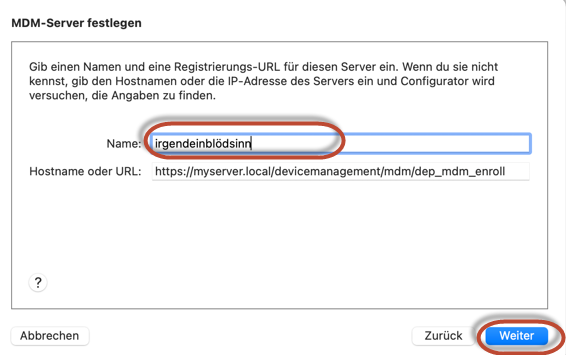 MDM-Server festlegen
Gib einen Namen und eine Registrierungs-URL für diesen Server ein. Wenn du sie nicht
kennst, gib den Hostnamen oder die IP-Adresse des Servers ein und Configurator wird
versuchen, die Angaben zu finden.
Name: irgendeinblödsinn
Hostname oder URL: https://myserver.local/devicemanagement/mdm/dep_mdm_enroll
?
Abbrechen Zurück Weiter